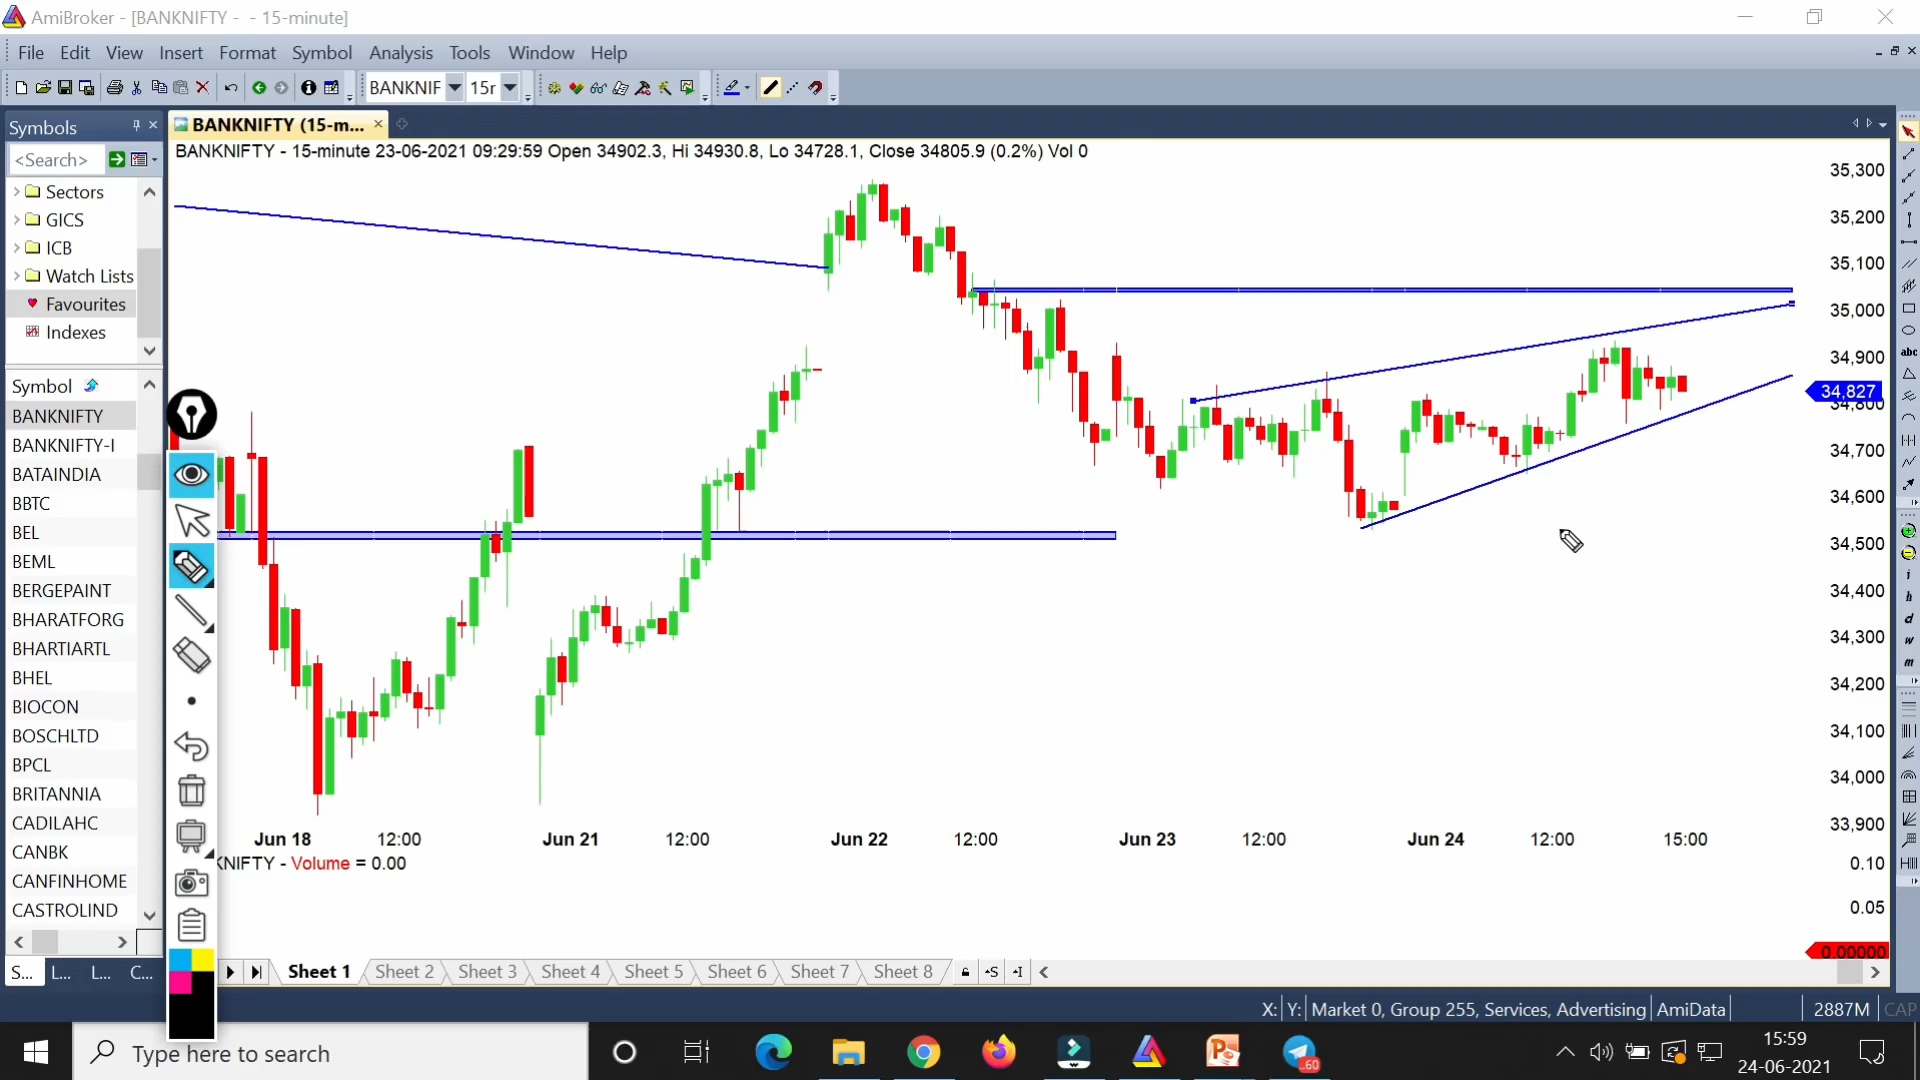 AmiBroker - [BANKNIFTY - - 15-minute]
File Edit View Insert Format Symbol Analysis Tools Window Help
BANKNIF 15r
Symbols
BANKNIFTY (15-m...
<Search>
BANKNIFTY - 15-minute 23-06-2021 09:29:59 Open 34902.3, Hi 34930.8, Lo 34728.1, Close 34805.9 (0.2%) Vol 0
Sectors
GICS
ICB
Watch Lists
Favourites
Indexes
Symbol
BANKNIFTY
BANKNIFTY-I
BATAINDIA
BBTC
BEL
BEML
BERGEPAINT
BHARATFORG
BHARTIARTL
BHEL
BIOCON
BOSCHLTD
BPCL
BRITANNIA
CADILAHC
CANBK
CANFINHOME
CASTROLIND
35,300
35,200
35,100
35,000
34,900
34,827
34,800
34,700
34,600
34,500
34,400
34,300
34,200
34,100
34,000
33,900
Jun 18 12:00 Jun 21 12:00 Jun 22 12:00 Jun 23 12:00 Jun 24 12:00 15:00
KNIFTY - Volume = 0.00
0.10
0.05
0.00000
abc
i
h
d
w
m
S... L... L... C...
Sheet 1 Sheet 2 Sheet 3 Sheet 4 Sheet 5 Sheet 6 Sheet 7 Sheet 8
X: Y: Market 0, Group 255, Services, Advertising AmiData 2887M CAP
Type here to search
.60
15:59
24-06-2021